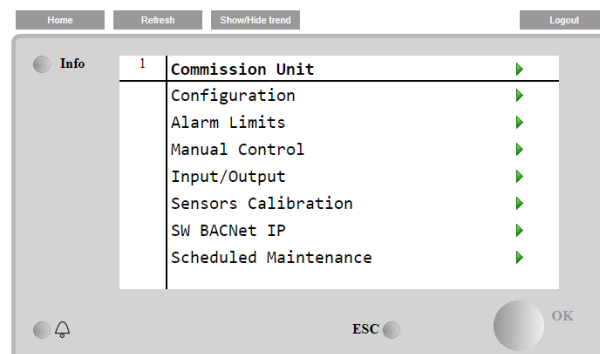 Home Refresh Show/Hide trend Logout
Info
1 Commission Unit
Configuration
Alarm Limits
Manual Control
Input/Output
Sensors Calibration
SW BACNet IP
Scheduled Maintenance
ESC OK